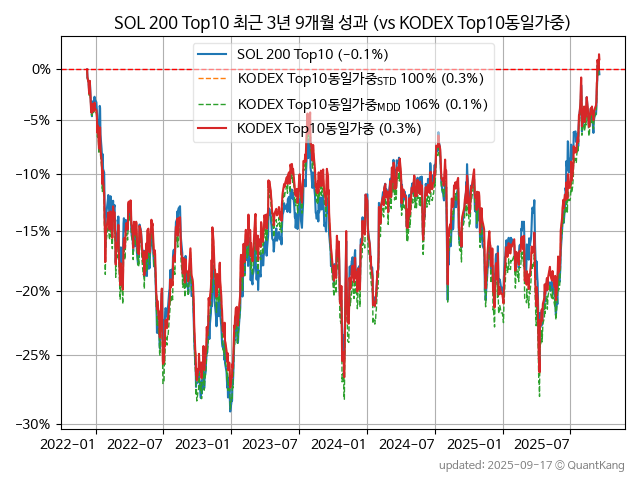 SOL 200 Top10 최근 3년 9개월 성과 (vs KODEX Top10동일가중)
SOL 200 Top10 (−0.1%)
KODEX Top10동일가중STD 100% (0.3%)
KODEX Top10동일가중MDD 106% (0.1%)
KODEX Top10동일가중 (0.3%)
0%
−5%
−10%
−15%
−20%
−25%
−30%
2022-01 2022-07 2023-01 2023-07 2024-01 2024-07 2025-01 2025-07
updated: 2025-09-17 © QuantKang